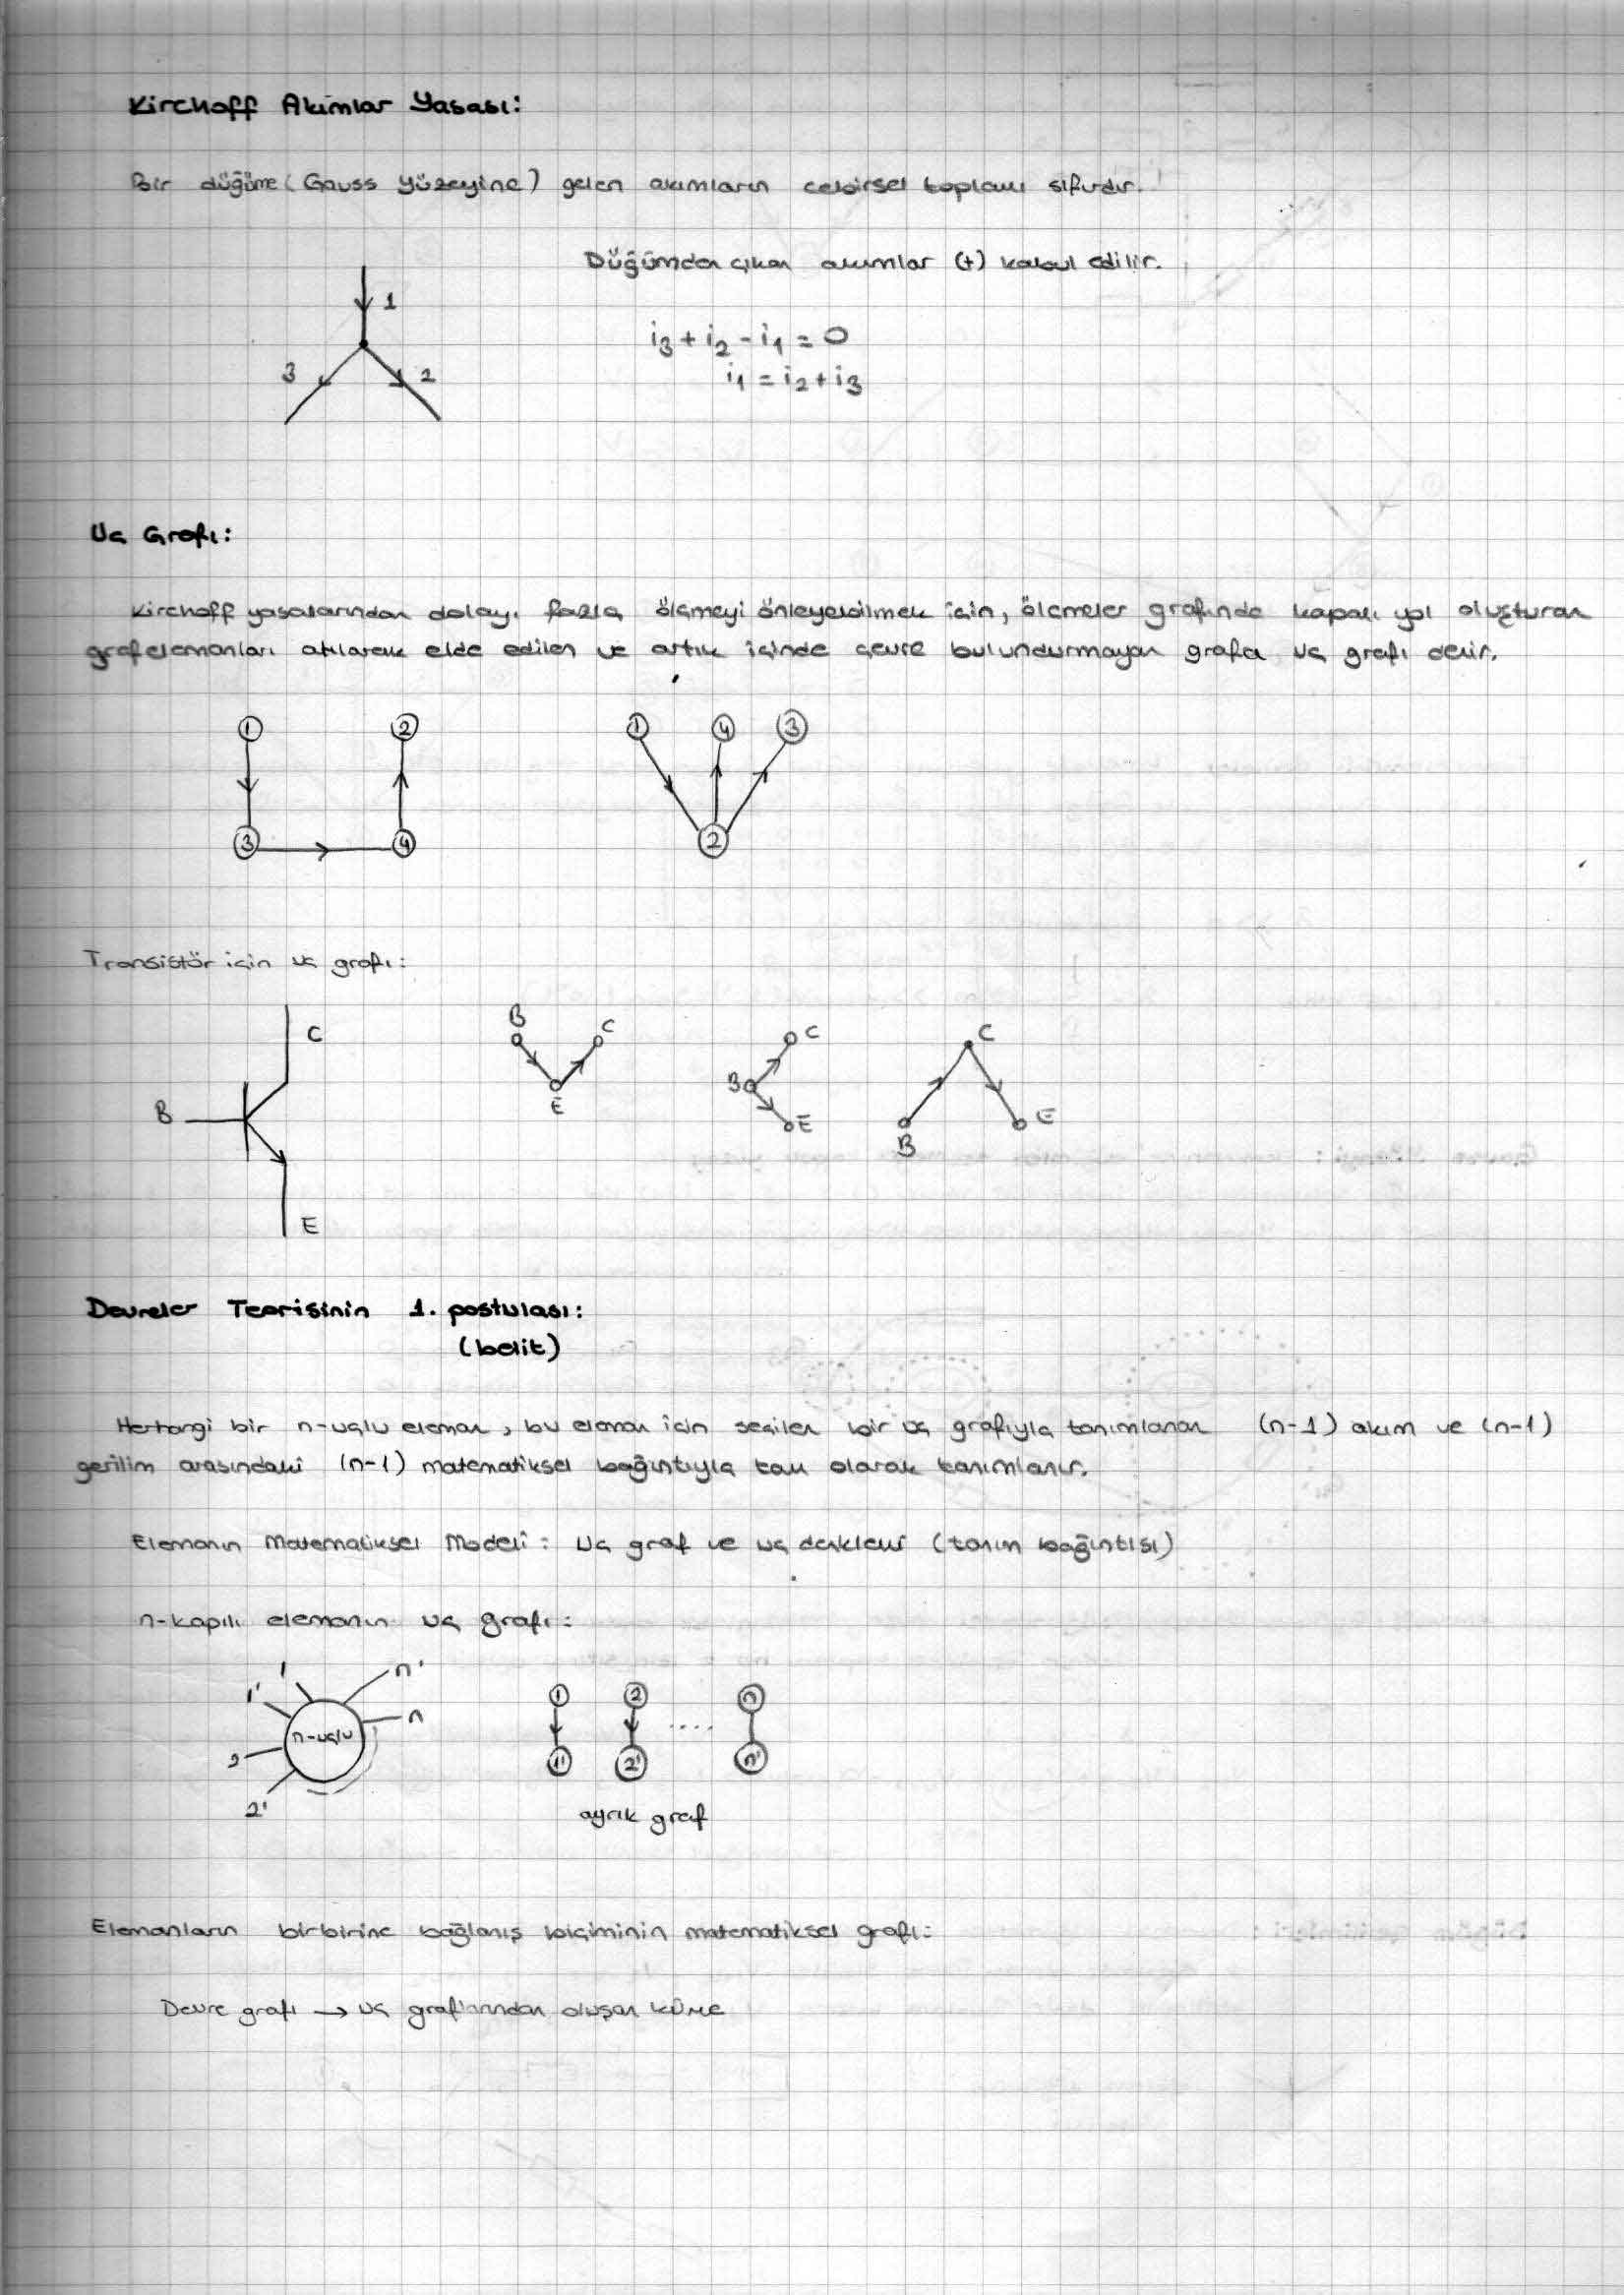 Kirchoff Akımlar Yasası:
Bir düğüme (Gauss Yüzeyine) gelen akımların cebirsel toplamı sıfırdır.
Düğümden çıkan akımlar (+) kabul edilir.
1
3
2
i3 + i2 - i1 = 0
i1 = i2 + i3
Uç Grafı:
Kirchoff yasalarından dolayı fazla ölçmeyi önleyebilmek için, ölçmeler grafında kapalı yol oluşturan
graf elemanları atılarak elde edilen ve artık içinde çevre bulundurmayan grafa uç grafı denir.
1 2 1 4 3
3 4 2
Transistör için uç grafı:
C B C C C
B E B E B E
E
Devreler Teorisinin 1. postulası:
(belit)
Herhangi bir n-uçlu eleman, bu eleman için seçilen bir uç grafıyla tanımlanan (n-1) akım ve (n-1)
gerilim arasındaki (n-1) matematiksel bağıntıyla tam olarak tanımlanır.
Elemanın Matematiksel Modeli: Uç graf ve uç denklemi (tanım bağıntısı)
n-kapılı elemanın uç grafı:
1 n'
1' n
n-uçlu
2
2'
1 2 n
....
1' 2' n'
ayrık graf
Elemanların birbirine bağlanış biçiminin matematiksel grafı:
Devre grafı → uç graflarından oluşan küme